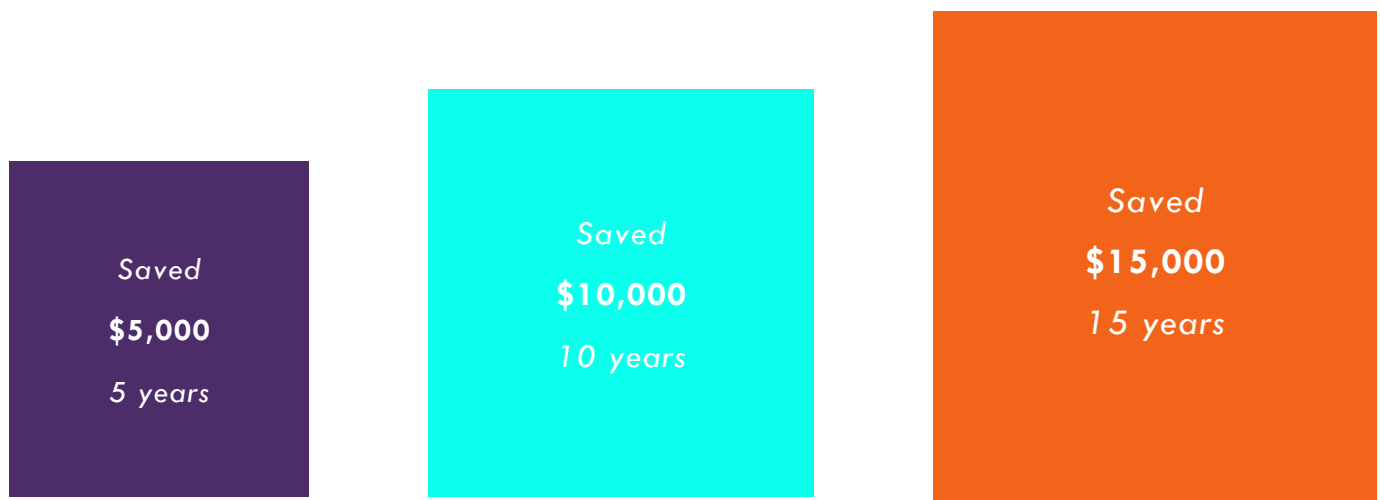 Saved
$5,000
5 years
Saved
$10,000
10 years
Saved
$15,000
15 years